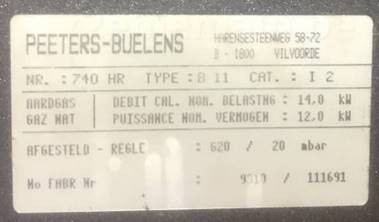 PEETERS-BUELENS HARENSESTEENWEG 58-72
B - 1800 VILVOORDE
NR. : 740 HR TYPE : B 11 CAT. : I 2
AARDGAS DEBIT CAL. NOM. BELASTNG : 14,0 kW
GAZ NAT PUISSANCE NOM. VERMOGEN : 12,0 kW
AFGESTELD - REGLE : 620 / 20 mbar
No FABR Nr : / 111691